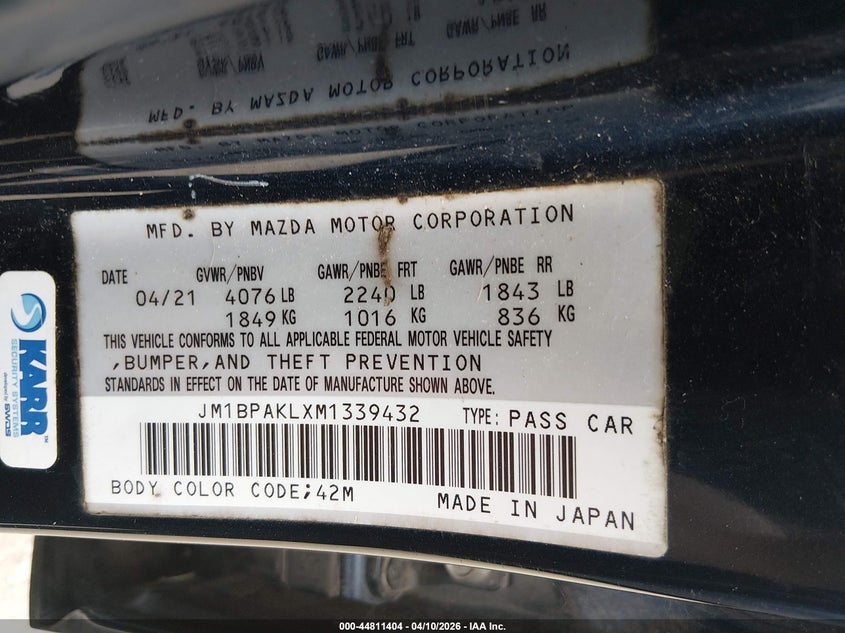 MFD. BY MAZDA MOTOR CORPORATION
MFD. BY MAZDA MOTOR CORPORATION
DATE GVWR/PNBV GAWR/PNBE FRT GAWR/PNBE RR
04/21 4076 LB 2240 LB 1843 LB
1849 KG 1016 KG 836 KG
THIS VEHICLE CONFORMS TO ALL APPLICABLE FEDERAL MOTOR VEHICLE SAFETY
,BUMPER,AND THEFT PREVENTION
STANDARDS IN EFFECT ON THE DATE OF MANUFACTURE SHOWN ABOVE.
JM1BPAKLXM1339432 TYPE: PASS CAR
BODY COLOR CODE;42M MADE IN JAPAN
KARR™
SECURITY SYSTEMS
developed by SWDS
000-44811404 - 04/10/2026 - IAA Inc.